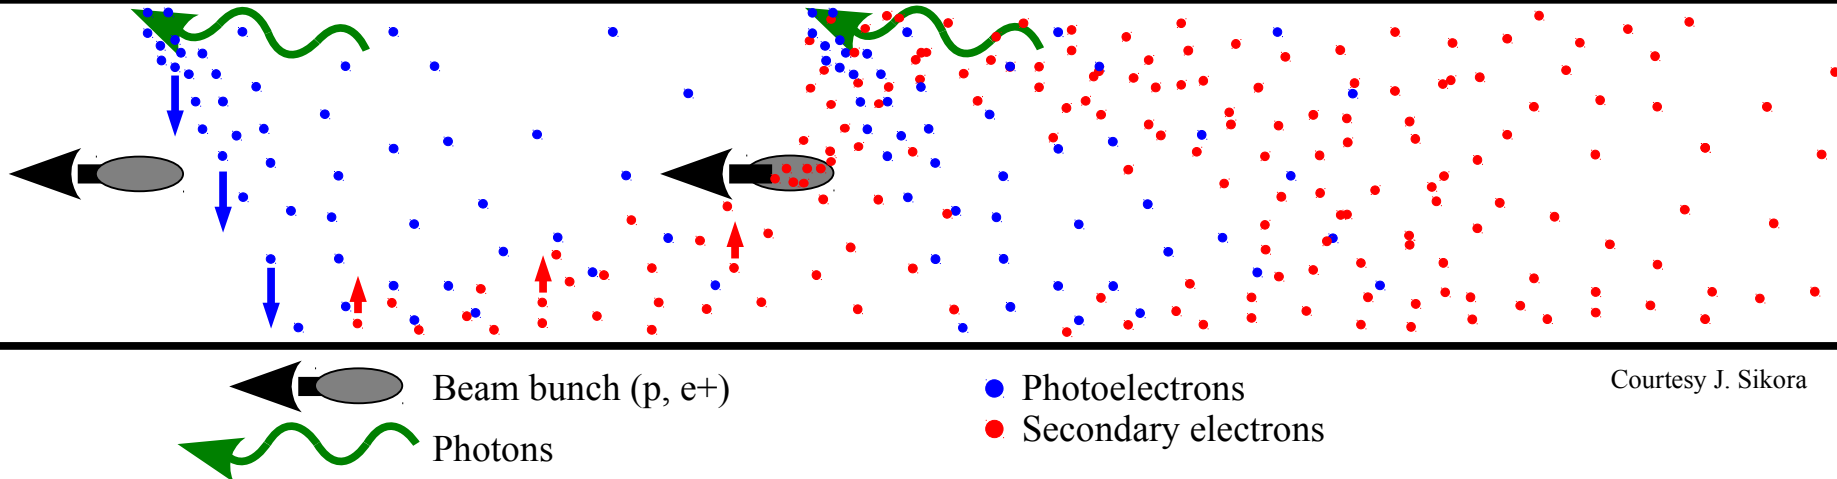 Beam bunch (p, e+)
Photons
Photoelectrons
Secondary electrons
Courtesy J. Sikora